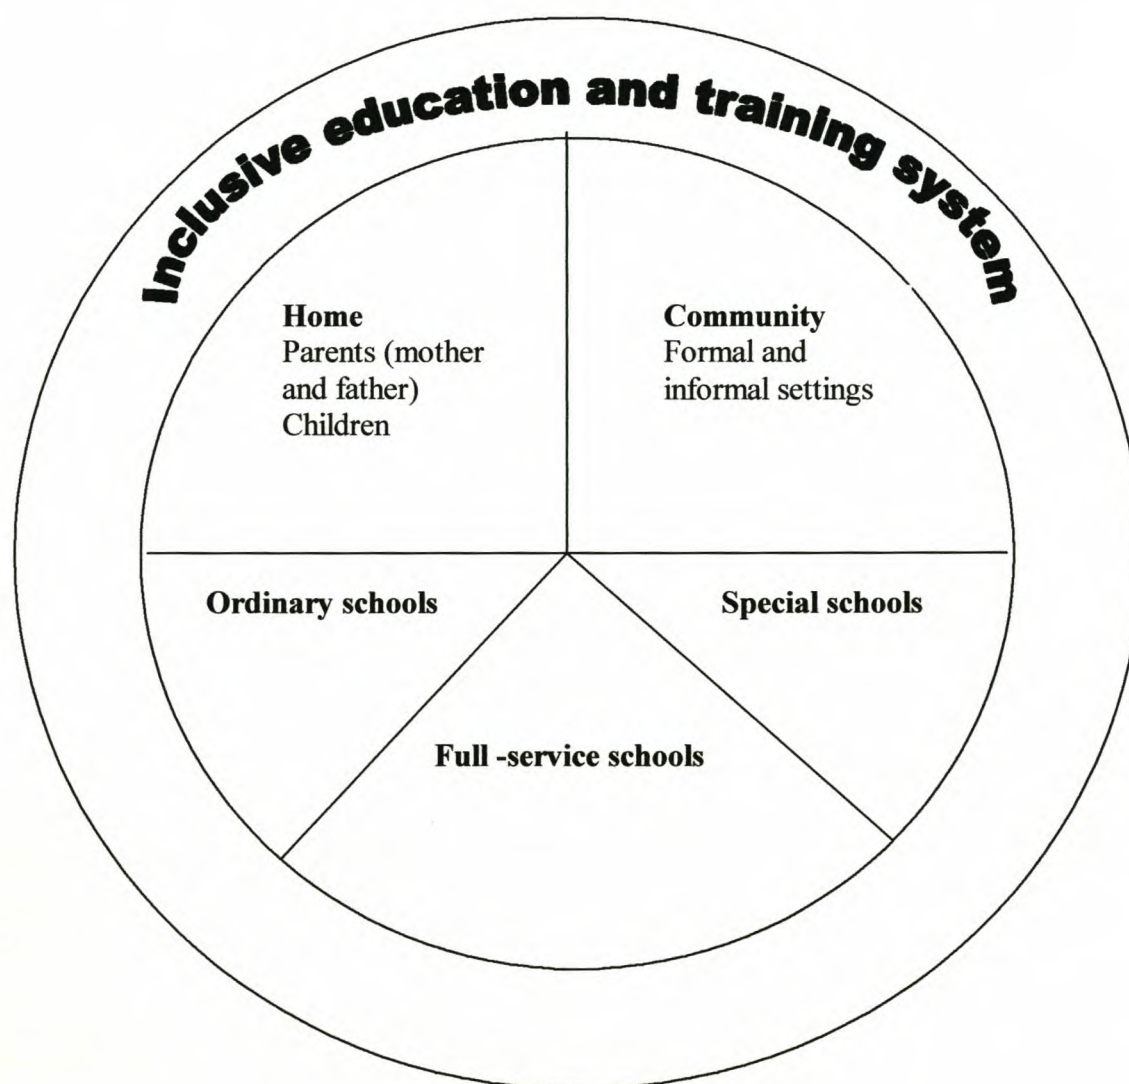 Inclusive education and training system
Home
Parents (mother
and father)
Children
Community
Formal and
informal settings
Ordinary schools
Special schools
Full -service schools